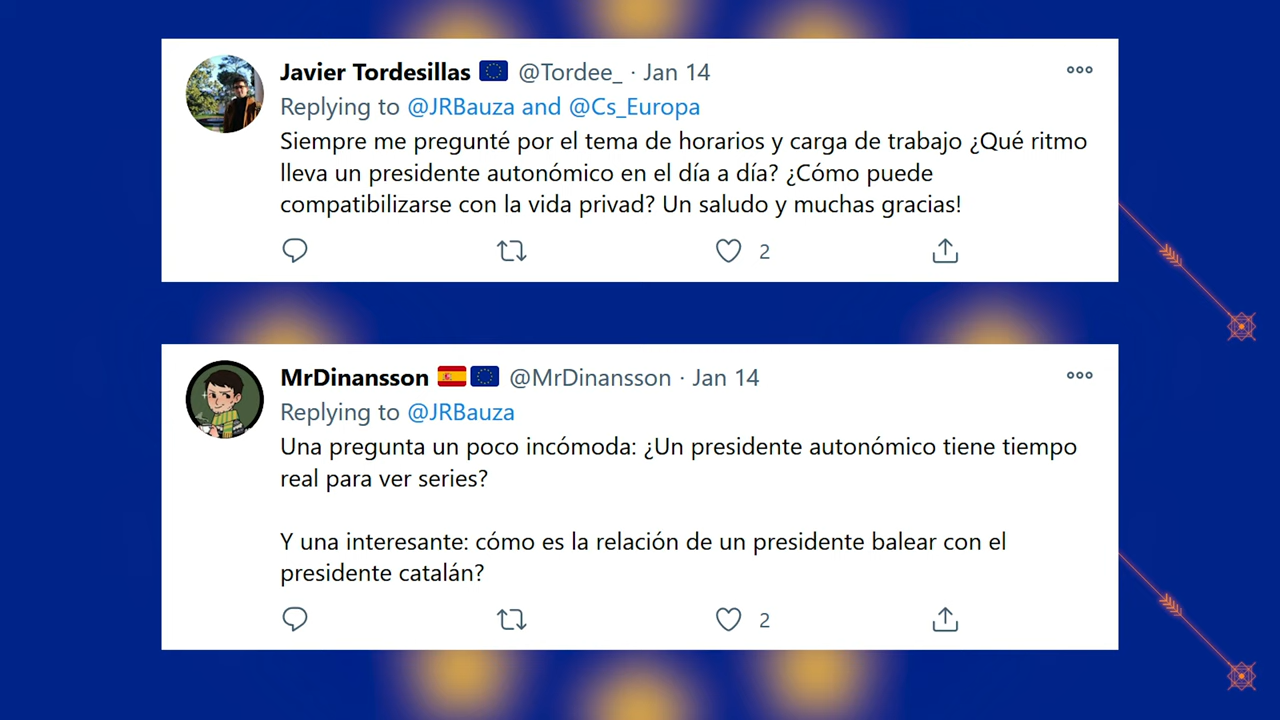 Javier Tordesillas 🇪🇺 @Tordee_ · Jan 14
Replying to @JRBauza and @Cs_Europa
Siempre me pregunté por el tema de horarios y carga de trabajo ¿Qué ritmo
lleva un presidente autonómico en el día a día? ¿Cómo puede
compatibilizarse con la vida privad? Un saludo y muchas gracias!
2
MrDinansson 🇪🇸🇪🇺 @MrDinansson · Jan 14
Replying to @JRBauza
Una pregunta un poco incómoda: ¿Un presidente autonómico tiene tiempo
real para ver series?
Y una interesante: cómo es la relación de un presidente balear con el
presidente catalán?
2